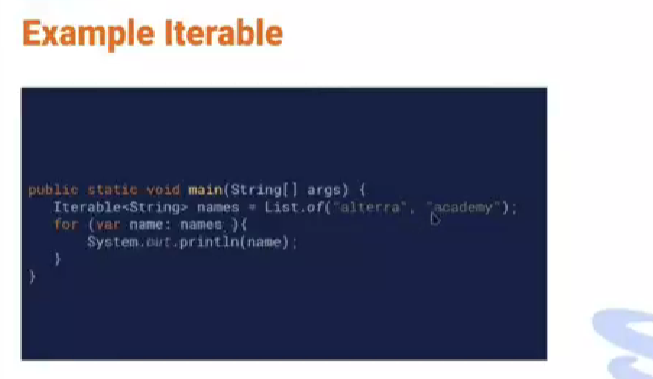 Example Iterable
public static void main(String[] args) {
Iterable<String> names = List.of("alterra", "academy");
for (var name: names ){
System.out.println(name);
}
}